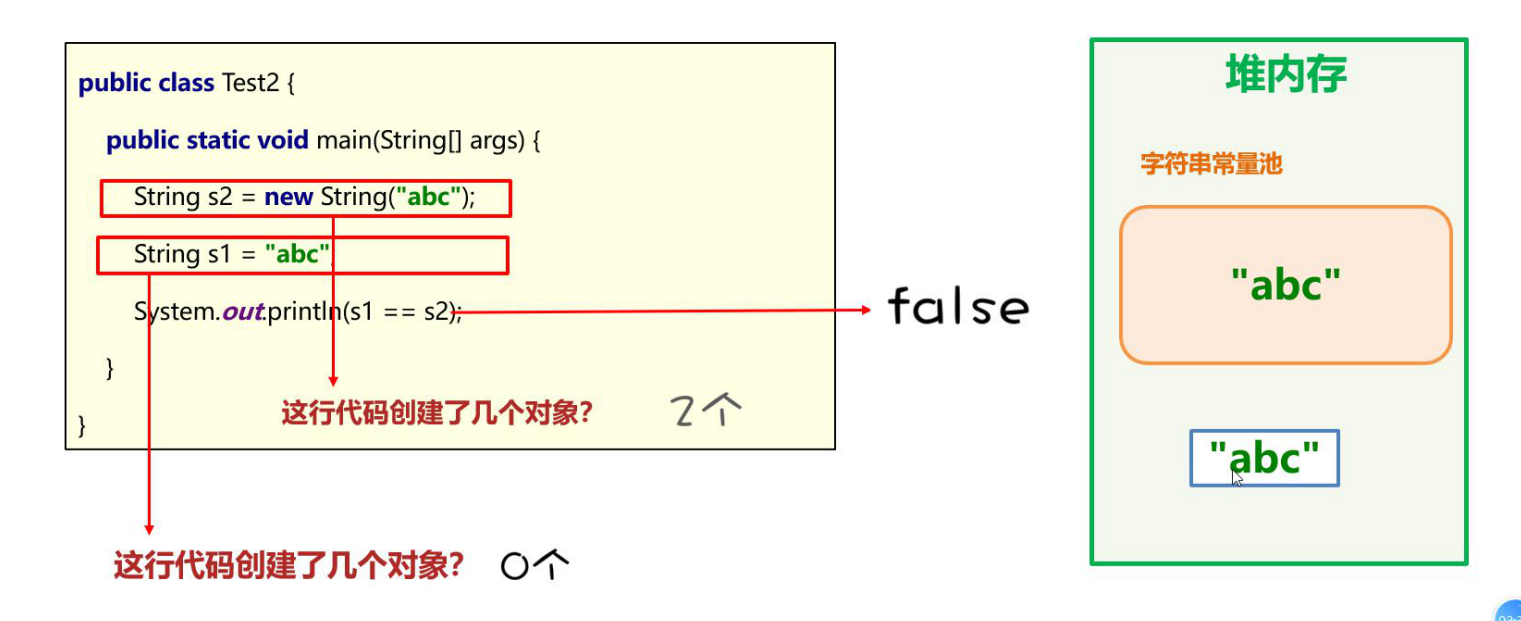 public class Test2 {
public static void main(String[] args) {
String s2 = new String("abc");
String s1 = "abc"
System.out.println(s1 == s2);
}
}
这行代码创建了几个对象？ 2个
这行代码创建了几个对象？ 0个
false
堆内存
字符串常量池
"abc"
"abc"